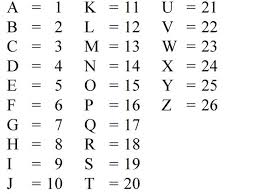 A = 1 K = 11 U = 21
B = 2 L = 12 V = 22
C = 3 M = 13 W = 23
D = 4 N = 14 X = 24
E = 5 O = 15 Y = 25
F = 6 P = 16 Z = 26
G = 7 Q = 17
H = 8 R = 18
I = 9 S = 19
J = 10 T = 20